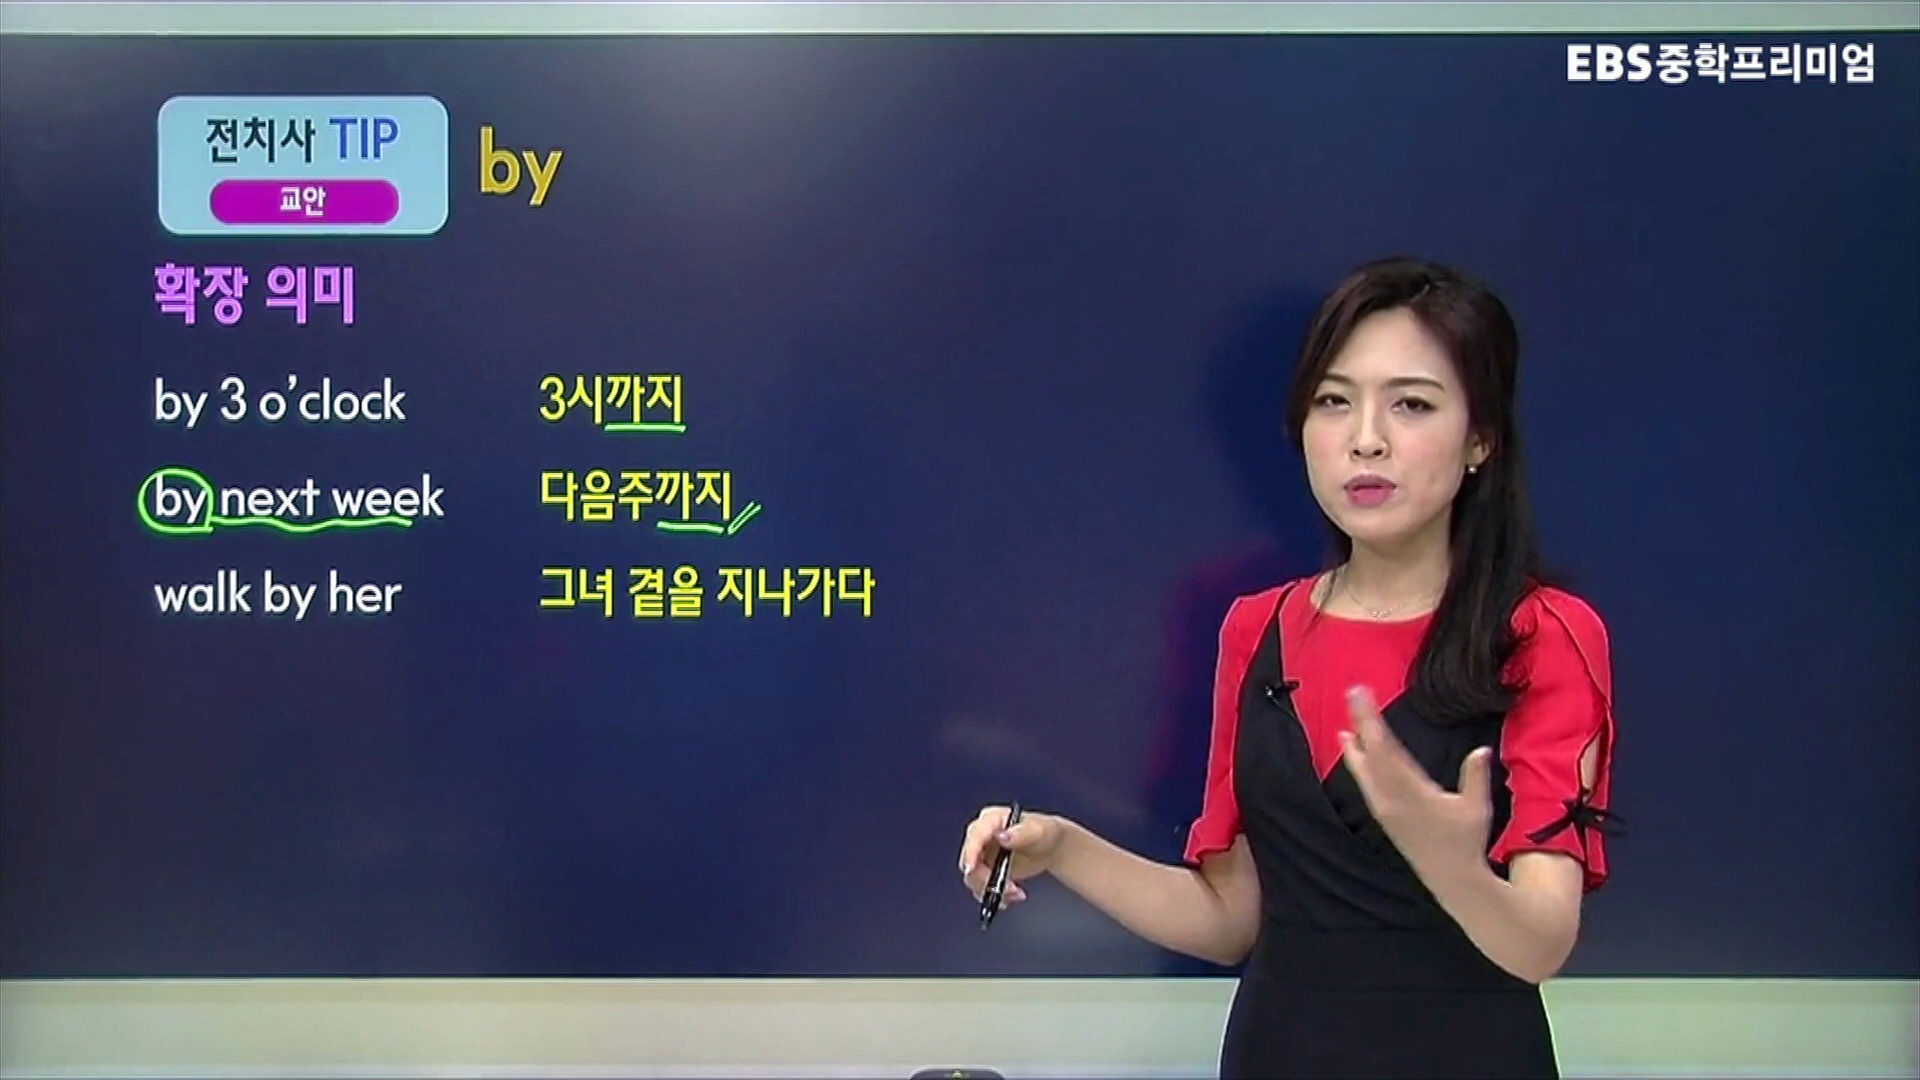 EBS중학프리미엄
전치사 TIP
교안
by
확장 의미
by 3 o’clock 3시까지
by next week 다음주까지
walk by her 그녀 곁을 지나가다